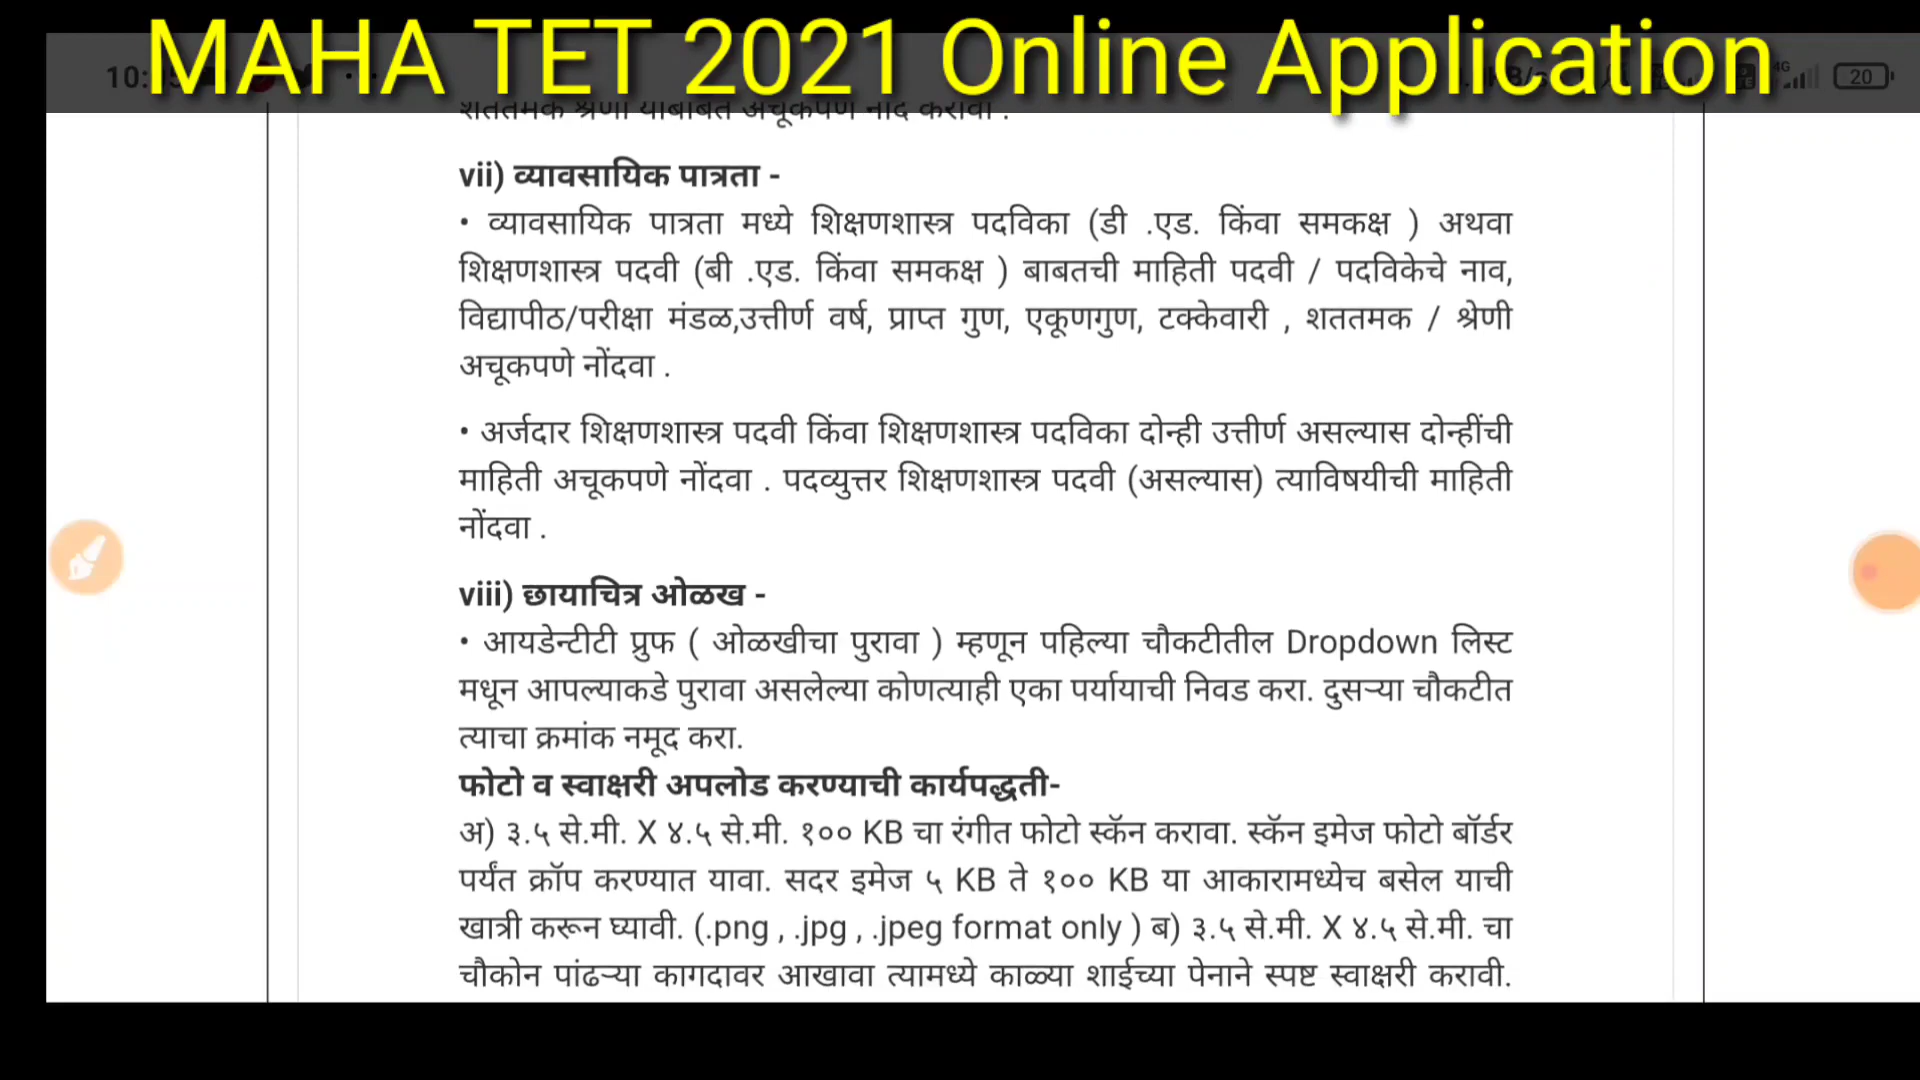 MAHA TET 2021 Online Application
20
शततमक श्रेणी याबाबत अचूकपणे नोंद करावी .
vii) व्यावसायिक पात्रता -
• व्यावसायिक पात्रता मध्ये शिक्षणशास्त्र पदविका (डी .एड. किंवा समकक्ष ) अथवा
शिक्षणशास्त्र पदवी (बी .एड. किंवा समकक्ष ) बाबतची माहिती पदवी / पदविकेचे नाव,
विद्यापीठ/परीक्षा मंडळ,उत्तीर्ण वर्ष, प्राप्त गुण, एकूणगुण, टक्केवारी , शततमक / श्रेणी
अचूकपणे नोंदवा .
• अर्जदार शिक्षणशास्त्र पदवी किंवा शिक्षणशास्त्र पदविका दोन्ही उत्तीर्ण असल्यास दोन्हींची
माहिती अचूकपणे नोंदवा . पदव्युत्तर शिक्षणशास्त्र पदवी (असल्यास) त्याविषयीची माहिती
नोंदवा .
viii) छायाचित्र ओळख -
• आयडेन्टीटी प्रुफ ( ओळखीचा पुरावा ) म्हणून पहिल्या चौकटीतील Dropdown लिस्ट
मधून आपल्याकडे पुरावा असलेल्या कोणत्याही एका पर्यायाची निवड करा. दुसऱ्या चौकटीत
त्याचा क्रमांक नमूद करा.
फोटो व स्वाक्षरी अपलोड करण्याची कार्यपद्धती-
अ) ३.५ से.मी. X ४.५ से.मी. १०० KB चा रंगीत फोटो स्कॅन करावा. स्कॅन इमेज फोटो बॉर्डर
पर्यंत क्रॉप करण्यात यावा. सदर इमेज ५ KB ते १०० KB या आकारामध्येच बसेल याची
खात्री करून घ्यावी. (.png , .jpg , .jpeg format only ) ब) ३.५ से.मी. X ४.५ से.मी. चा
चौकोन पांढऱ्या कागदावर आखावा त्यामध्ये काळ्या शाईच्या पेनाने स्पष्ट स्वाक्षरी करावी.